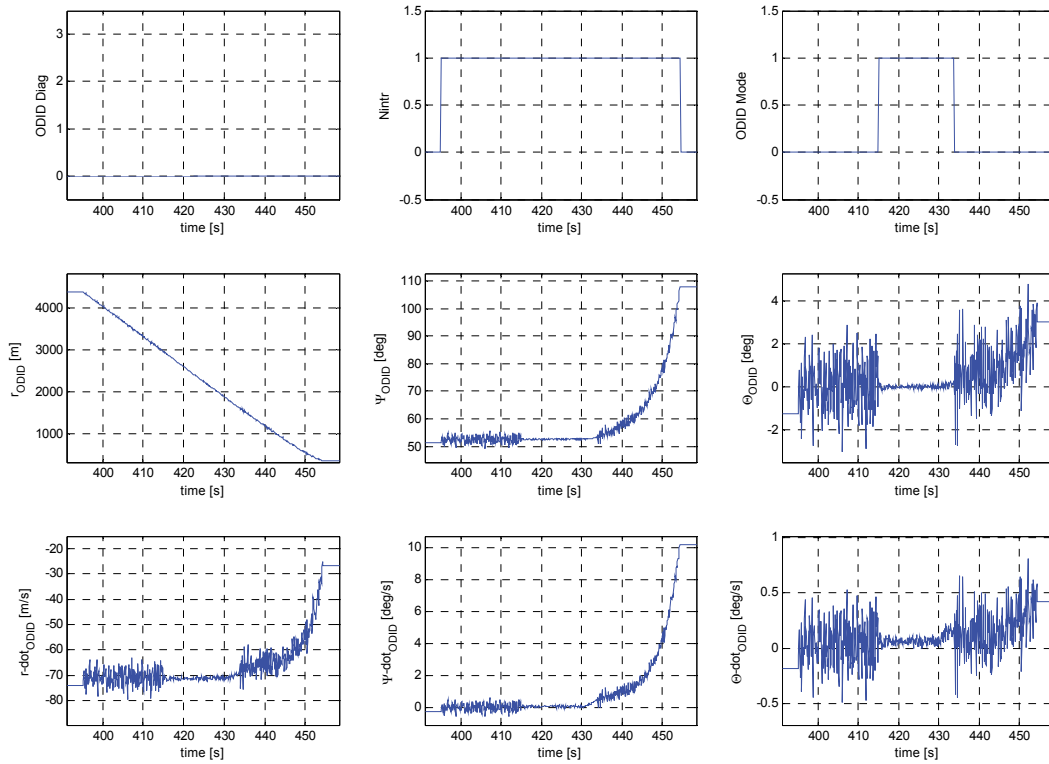 3
2
1
0
ODID Diag
400 410 420 430 440 450
time [s]
1.5
1
0.5
0
-0.5
Nintr
400 410 420 430 440 450
time [s]
1.5
1
0.5
0
-0.5
ODID Mode
400 410 420 430 440 450
time [s]
4000
3000
2000
1000
r_ODID [m]
400 410 420 430 440 450
time [s]
110
100
90
80
70
60
50
Ψ_ODID [deg]
400 410 420 430 440 450
time [s]
4
2
0
-2
Θ_ODID [deg]
400 410 420 430 440 450
time [s]
-20
-30
-40
-50
-60
-70
-80
r-dot_ODID [m/s]
400 410 420 430 440 450
time [s]
10
8
6
4
2
0
Ψ-dot_ODID [deg/s]
400 410 420 430 440 450
time [s]
1
0.5
0
-0.5
Θ-dot_ODID [deg/s]
400 410 420 430 440 450
time [s]